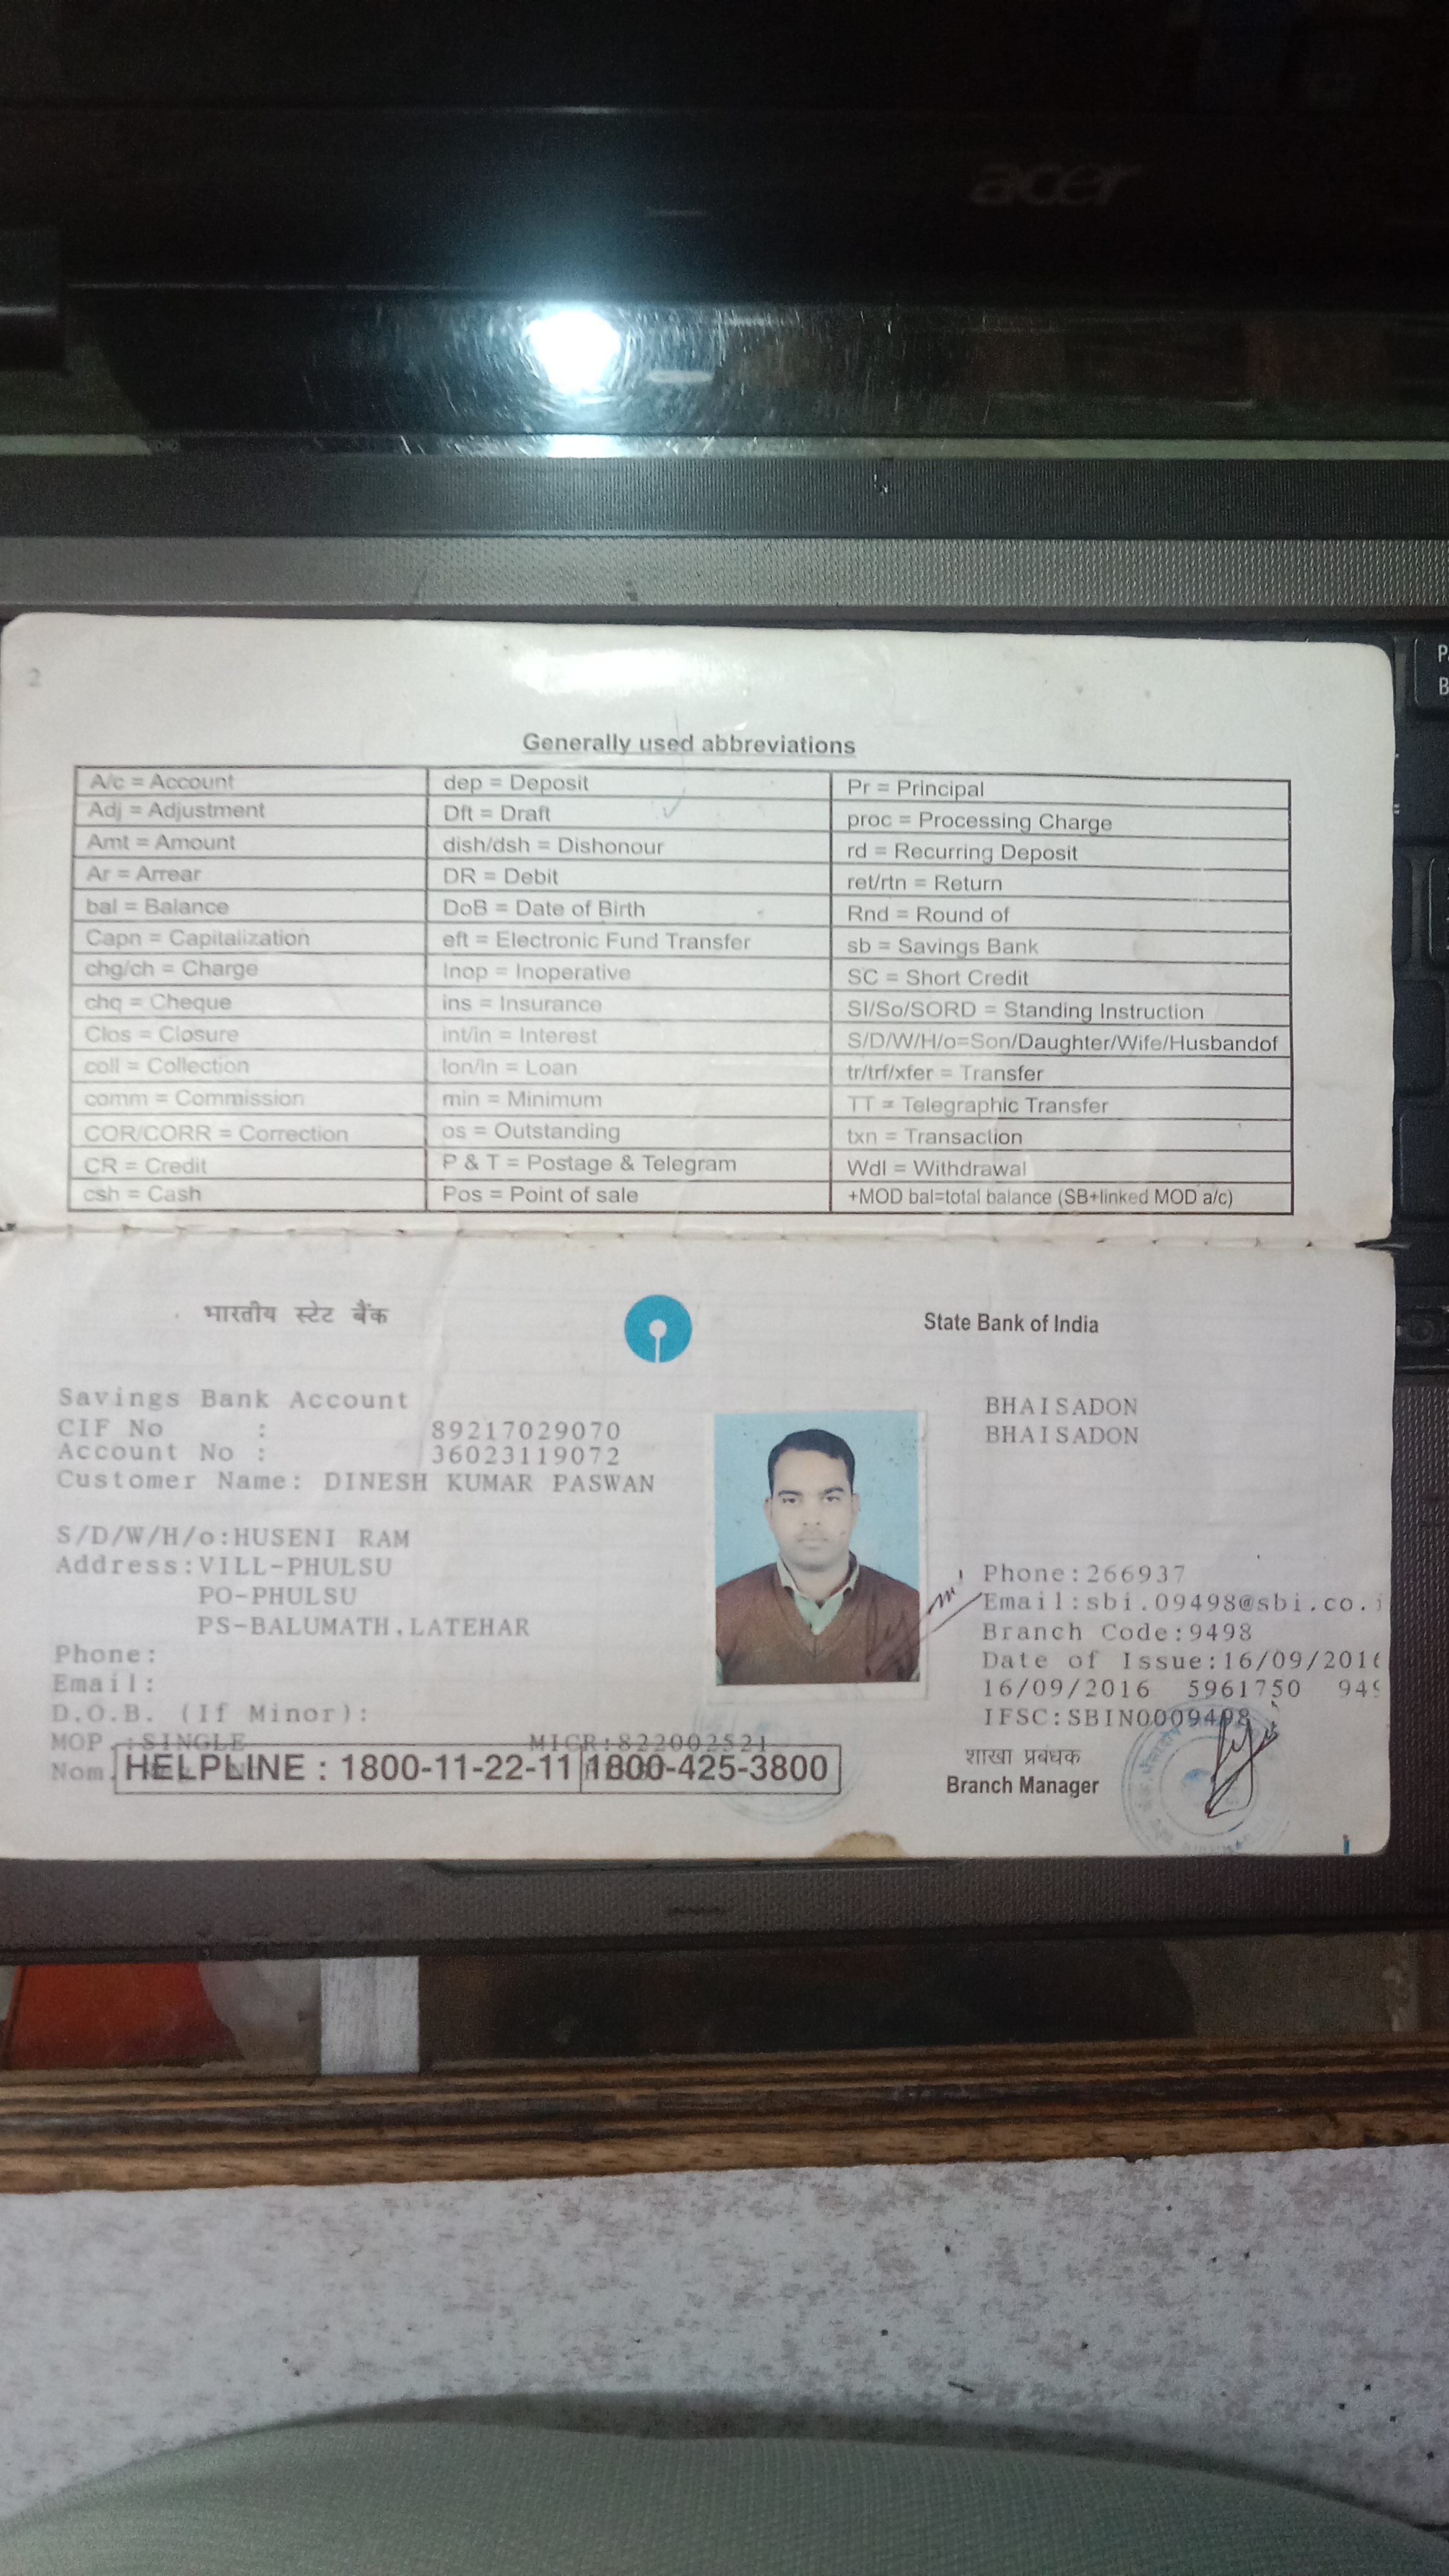 acer
P
B
2
Generally used abbreviations
A/c = Account
Adj = Adjustment
Amt = Amount
Ar = Arrear
bal = Balance
Capn = Capitalization
chg/ch = Charge
chq = Cheque
Clos = Closure
coll = Collection
comm = Commission
COR/CORR = Correction
CR = Credit
csh = Cash
dep = Deposit
Dft = Draft
dish/dsh = Dishonour
DR = Debit
DoB = Date of Birth
eft = Electronic Fund Transfer
Inop = Inoperative
ins = Insurance
int/in = Interest
lon/ln = Loan
min = Minimum
os = Outstanding
P & T = Postage & Telegram
Pos = Point of sale
Pr = Principal
proc = Processing Charge
rd = Recurring Deposit
ret/rtn = Return
Rnd = Round of
sb = Savings Bank
SC = Short Credit
SI/So/SORD = Standing Instruction
S/D/W/H/o=Son/Daughter/Wife/Husbandof
tr/trf/xfer = Transfer
TT = Telegraphic Transfer
txn = Transaction
Wdl = Withdrawal
+MOD bal=total balance (SB+linked MOD a/c)
भारतीय स्टेट बैंक
State Bank of India
Savings Bank Account
CIF No : 89217029070
Account No : 36023119072
Customer Name: DINESH KUMAR PASWAN
S/D/W/H/o:HUSENI RAM
Address:VILL-PHULSU
PO-PHULSU
PS-BALUMATH,LATEHAR
Phone:
Email:
D.O.B. (If Minor):
MOP :SINGLE MICR:822002521
Nom
HELPLINE : 1800-11-22-11 1800-425-3800
BHAISADON
BHAISADON
Phone:266937
Email:sbi.09498@sbi.co.i
Branch Code:9498
Date of Issue:16/09/2016
16/09/2016 5961750 949
IFSC:SBIN0009498
शाखा प्रबंधक
Branch Manager